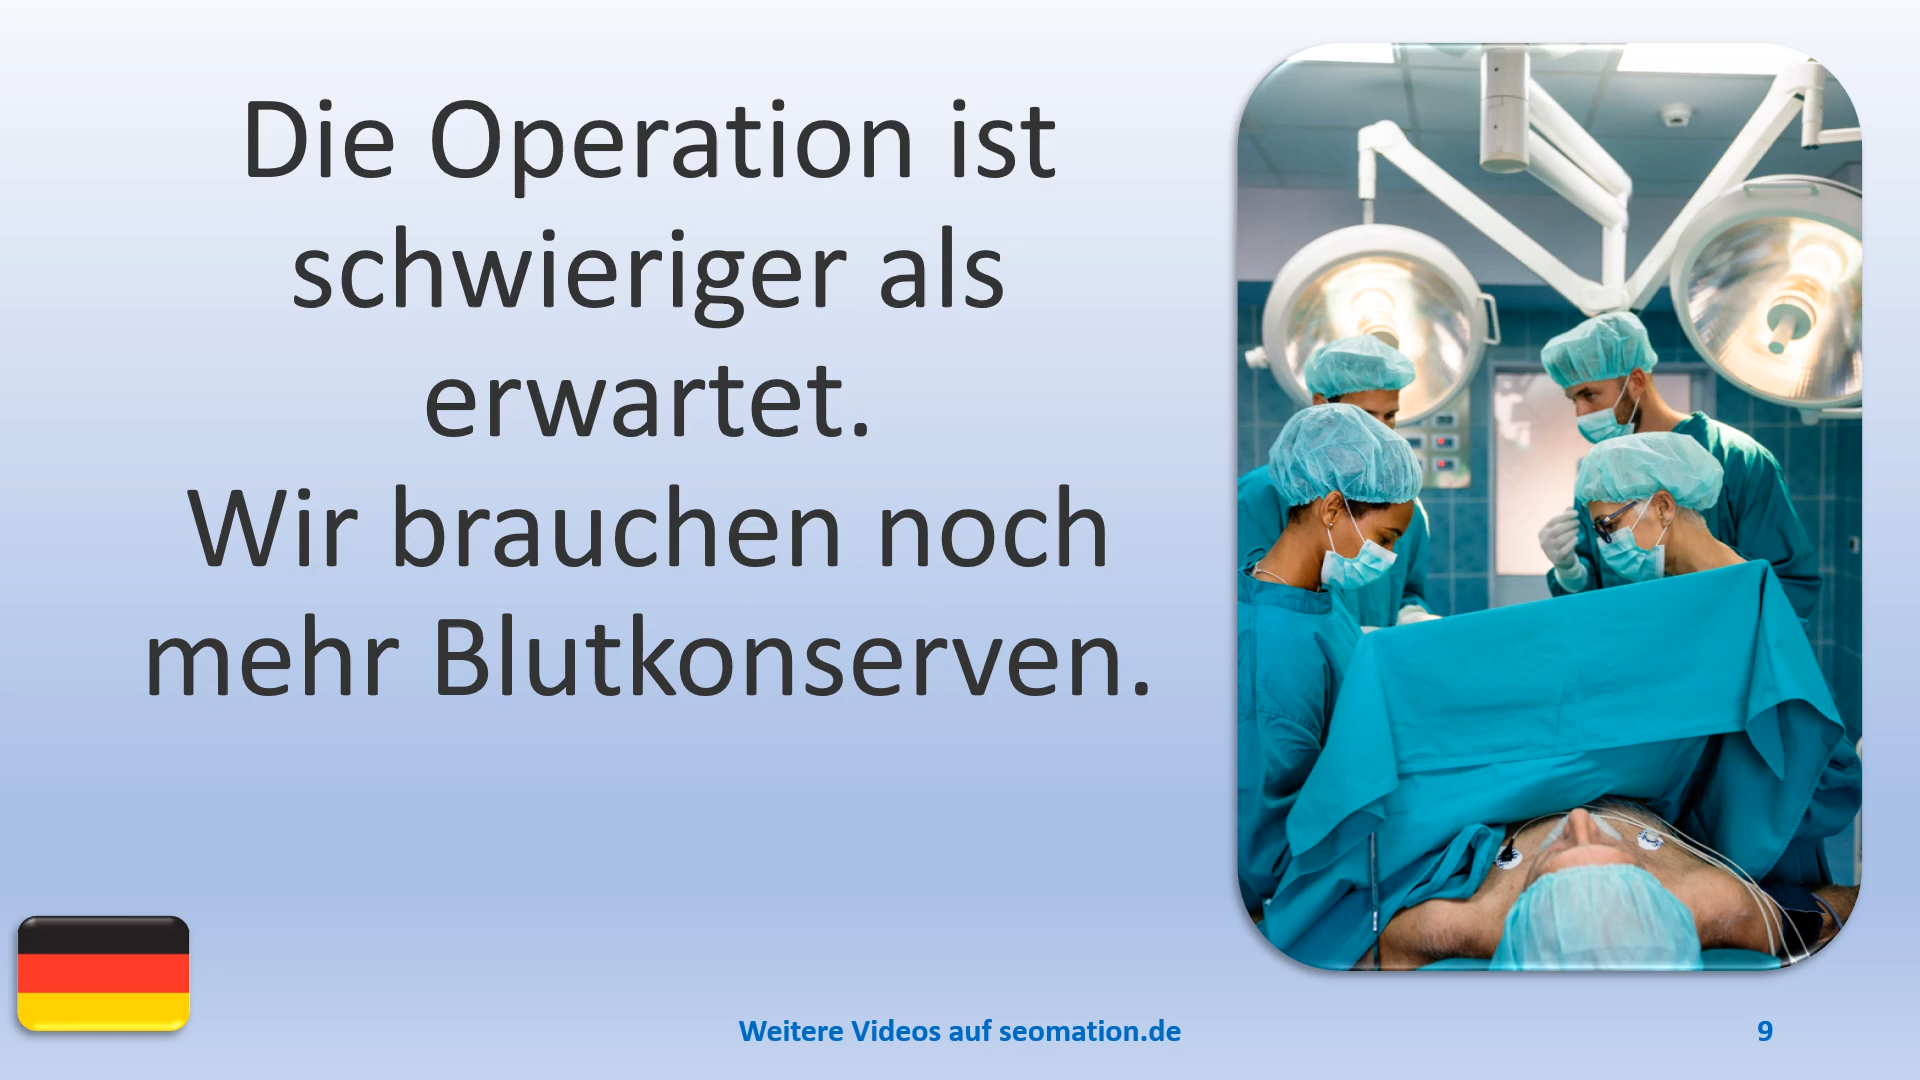 Die Operation ist
schwieriger als
erwartet.
Wir brauchen noch
mehr Blutkonserven.
Weitere Videos auf seomation.de
9